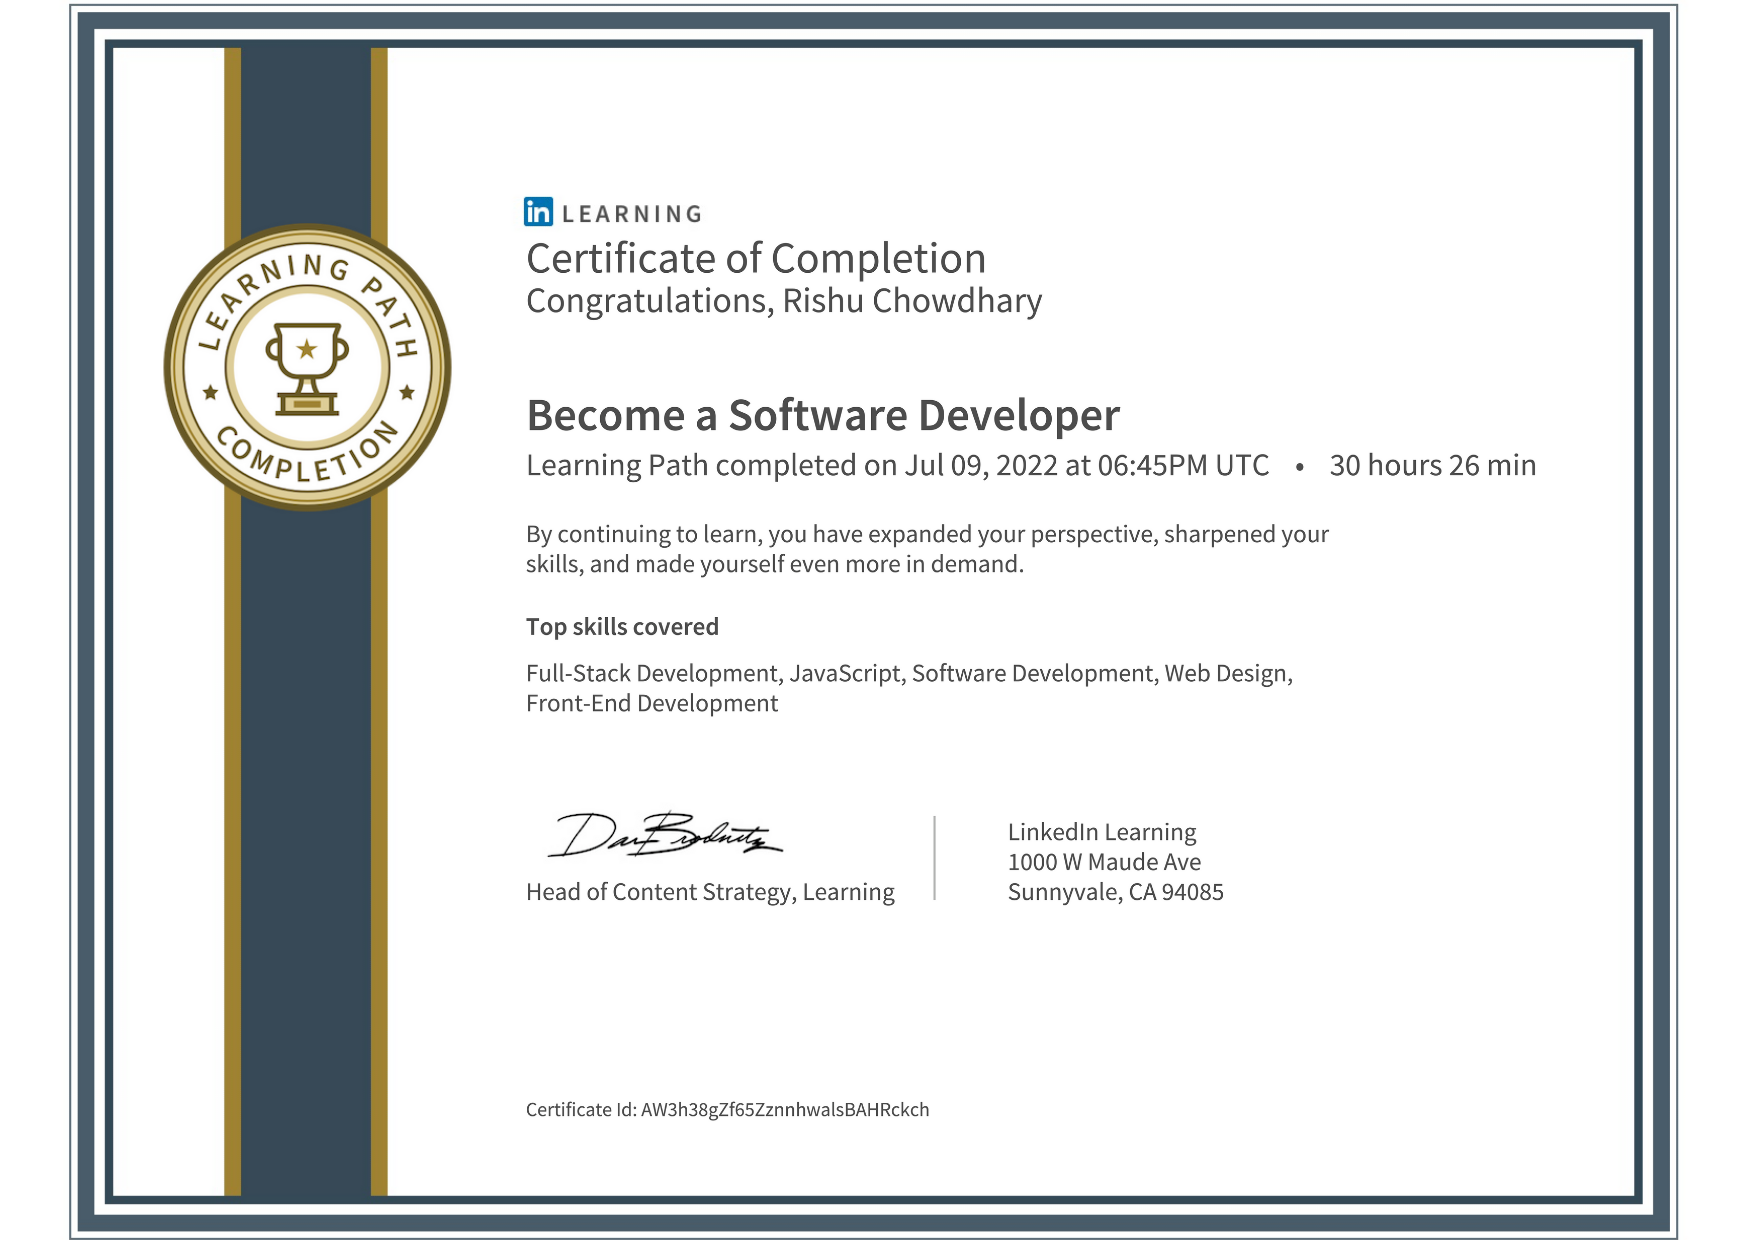 LEARNING PATH
COMPLETION
in LEARNING
Certificate of Completion
Congratulations, Rishu Chowdhary
Become a Software Developer
Learning Path completed on Jul 09, 2022 at 06:45PM UTC • 30 hours 26 min
By continuing to learn, you have expanded your perspective, sharpened your
skills, and made yourself even more in demand.
Top skills covered
Full-Stack Development, JavaScript, Software Development, Web Design,
Front-End Development
Head of Content Strategy, Learning
LinkedIn Learning
1000 W Maude Ave
Sunnyvale, CA 94085
Certificate Id: AW3h38gZf65ZznnhwalsBAHRckch